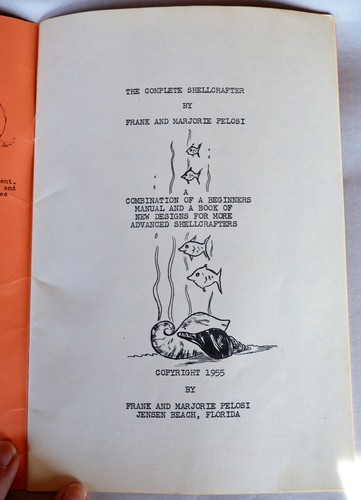 THE COMPLETE SHELLCRAFTER
BY
FRANK AND MARJORIE PELOSI
A
COMBINATION OF A BEGINNERS
MANUAL AND A BOOK OF
NEW DESIGNS FOR MORE
ADVANCED SHELLCRAFTERS
COPYRIGHT 1955
BY
FRANK AND MARJORIE PELOSI
JENSEN BEACH, FLORIDA